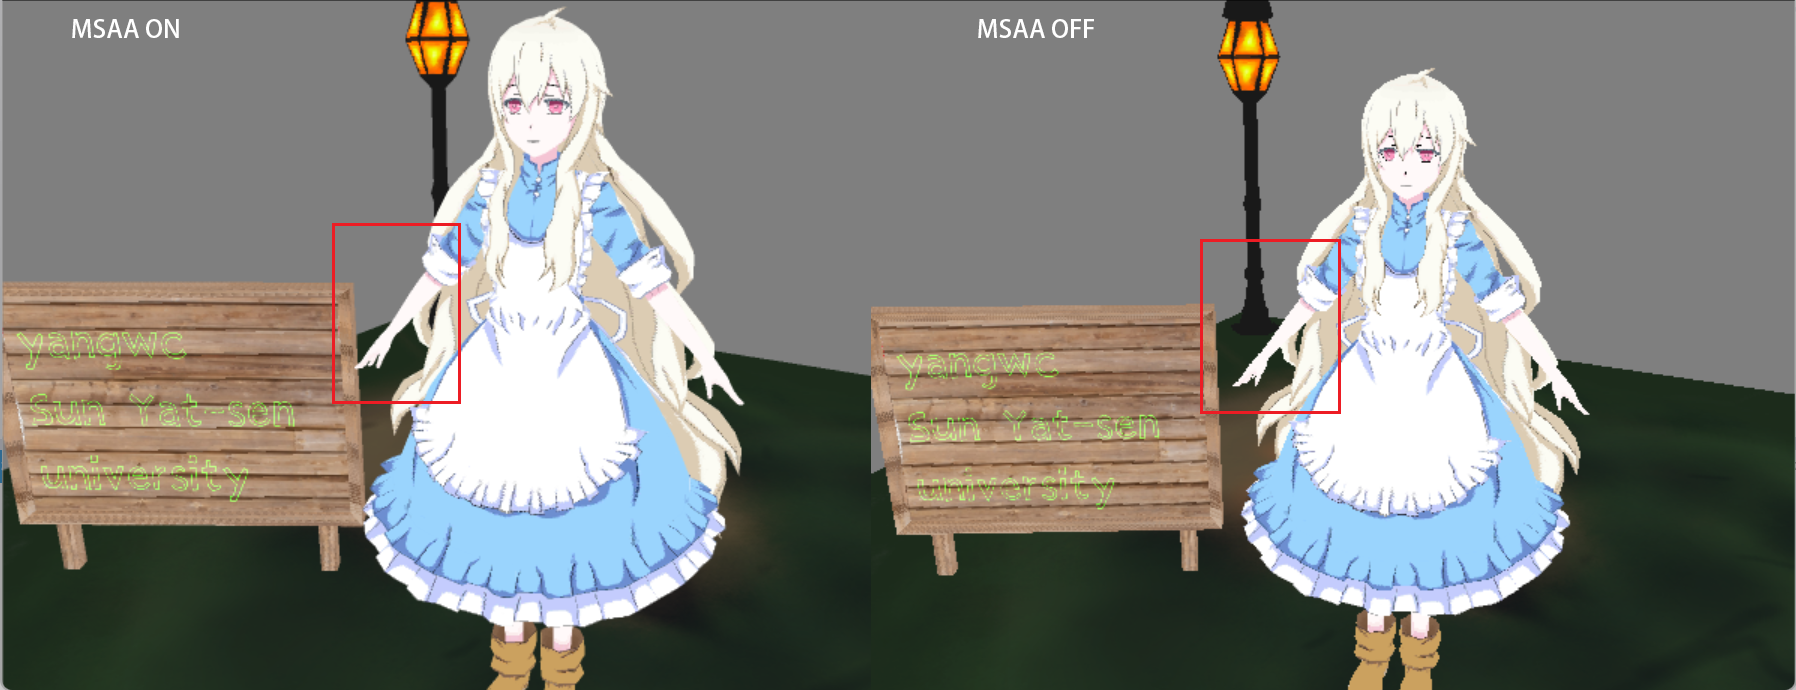 MSAA ON
yangwc
Sun Yat-sen
university
MSAA OFF
yangwc
Sun Yat-sen
university